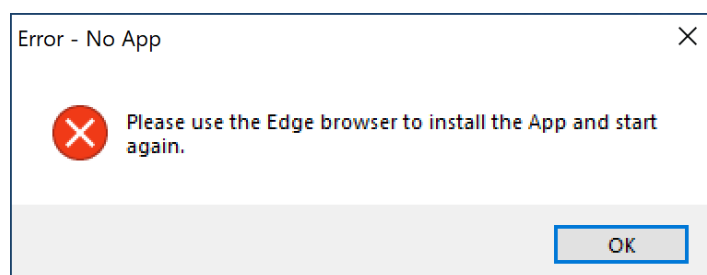 Error - No App
Please use the Edge browser to install the App and start
again.
OK